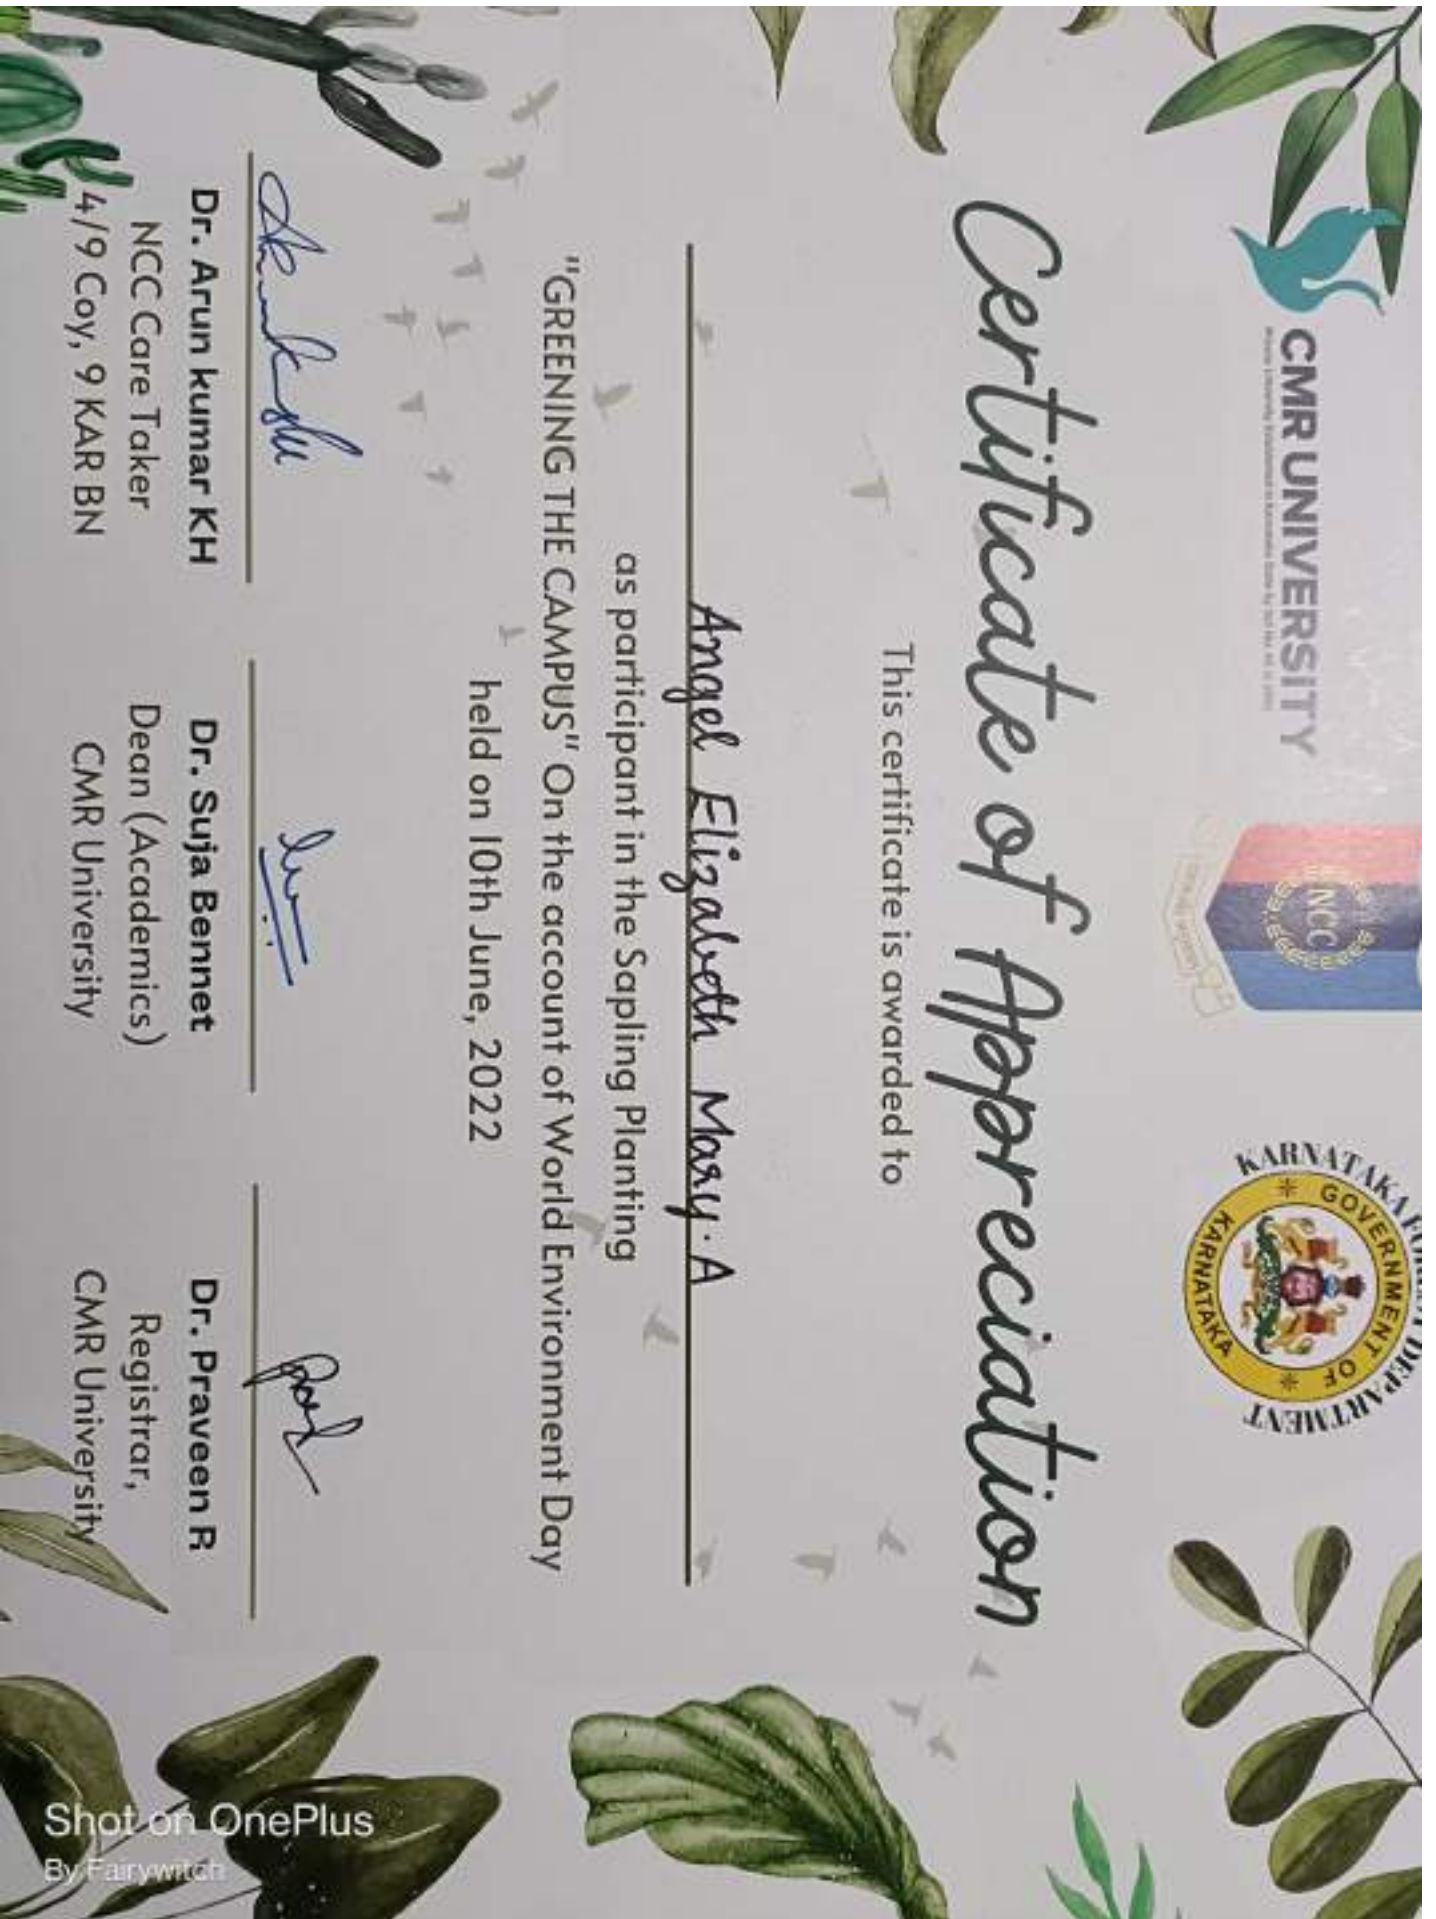 CMR UNIVERSITY
NCC
KARNATAKA FOREST DEPARTMENT
GOVERNMENT OF
KARNATAKA
Certificate of Appreciation
This certificate is awarded to
Angel Elizabeth Mary. A
as participant in the Sapling Planting
"GREENING THE CAMPUS" On the account of World Environment Day
held on 10th June, 2022
Dr. Arun kumar KH
NCC Care Taker
4/9 Coy, 9 KAR BN
Dr. Suja Bennet
Dean (Academics)
CMR University
Dr. Praveen R
Registrar,
CMR University
Shot on OnePlus
By Fairywitch